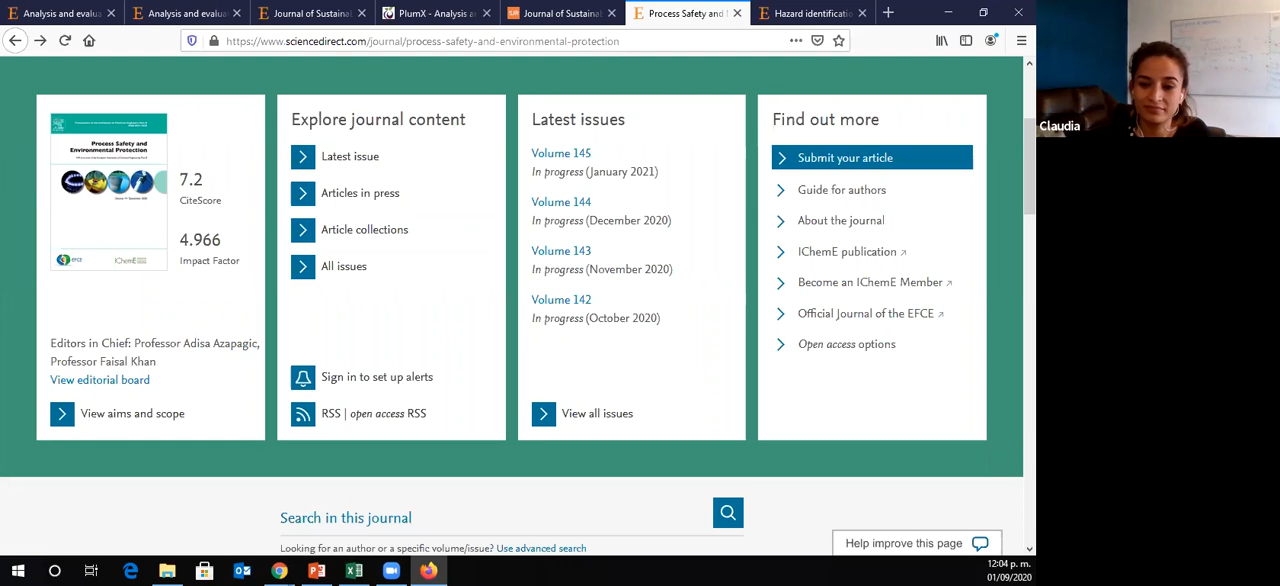 Analysis and evalua
Analysis and evalua
Journal of Sustainal
PlumX - Analysis a
Journal of Sustaina
Process Safety and
Hazard identificatio
https://www.sciencedirect.com/journal/process-safety-and-environmental-protection
Process Safety and
Environmental Protection
EFCE
IChemE
7.2
CiteScore
4.966
Impact Factor
Editors in Chief: Professor Adisa Azapagic,
Professor Faisal Khan
View editorial board
View aims and scope
Explore journal content
Latest issue
Articles in press
Article collections
All issues
Sign in to set up alerts
RSS | open access RSS
Latest issues
Volume 145
In progress (January 2021)
Volume 144
In progress (December 2020)
Volume 143
In progress (November 2020)
Volume 142
In progress (October 2020)
View all issues
Find out more
Submit your article
Guide for authors
About the journal
IChemE publication
Become an IChemE Member
Official Journal of the EFCE
Open access options
Search in this journal
Looking for an author or a specific volume/issue? Use advanced search
Help improve this page
12:04 p. m.
01/09/2020
Claudia